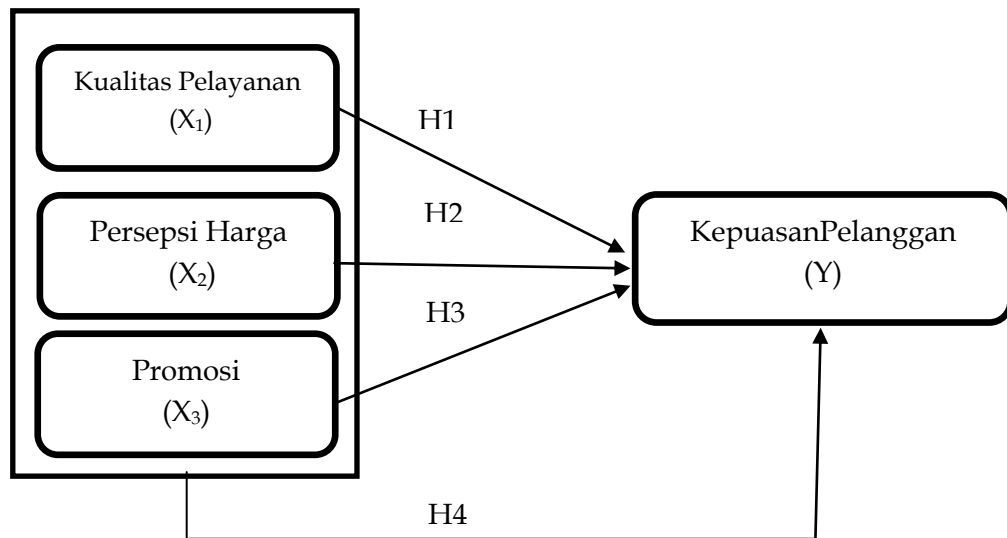 Kualitas Pelayanan
(X₁)
H1
Persepsi Harga
(X₂)
H2
KepuasanPelanggan
(Y)
H3
Promosi
(X₃)
H4